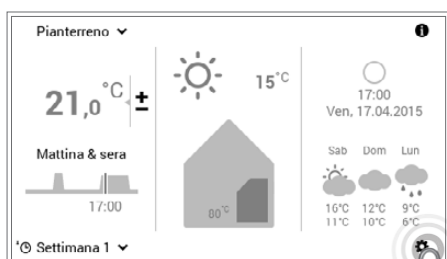 Pianterreno
15°C
21,0 °C ±
17:00
Ven, 17.04.2015
Mattina & sera
17:00
80°C
Sab Dom Lun
16°C 12°C 9°C
11°C 10°C 6°C
Settimana 1